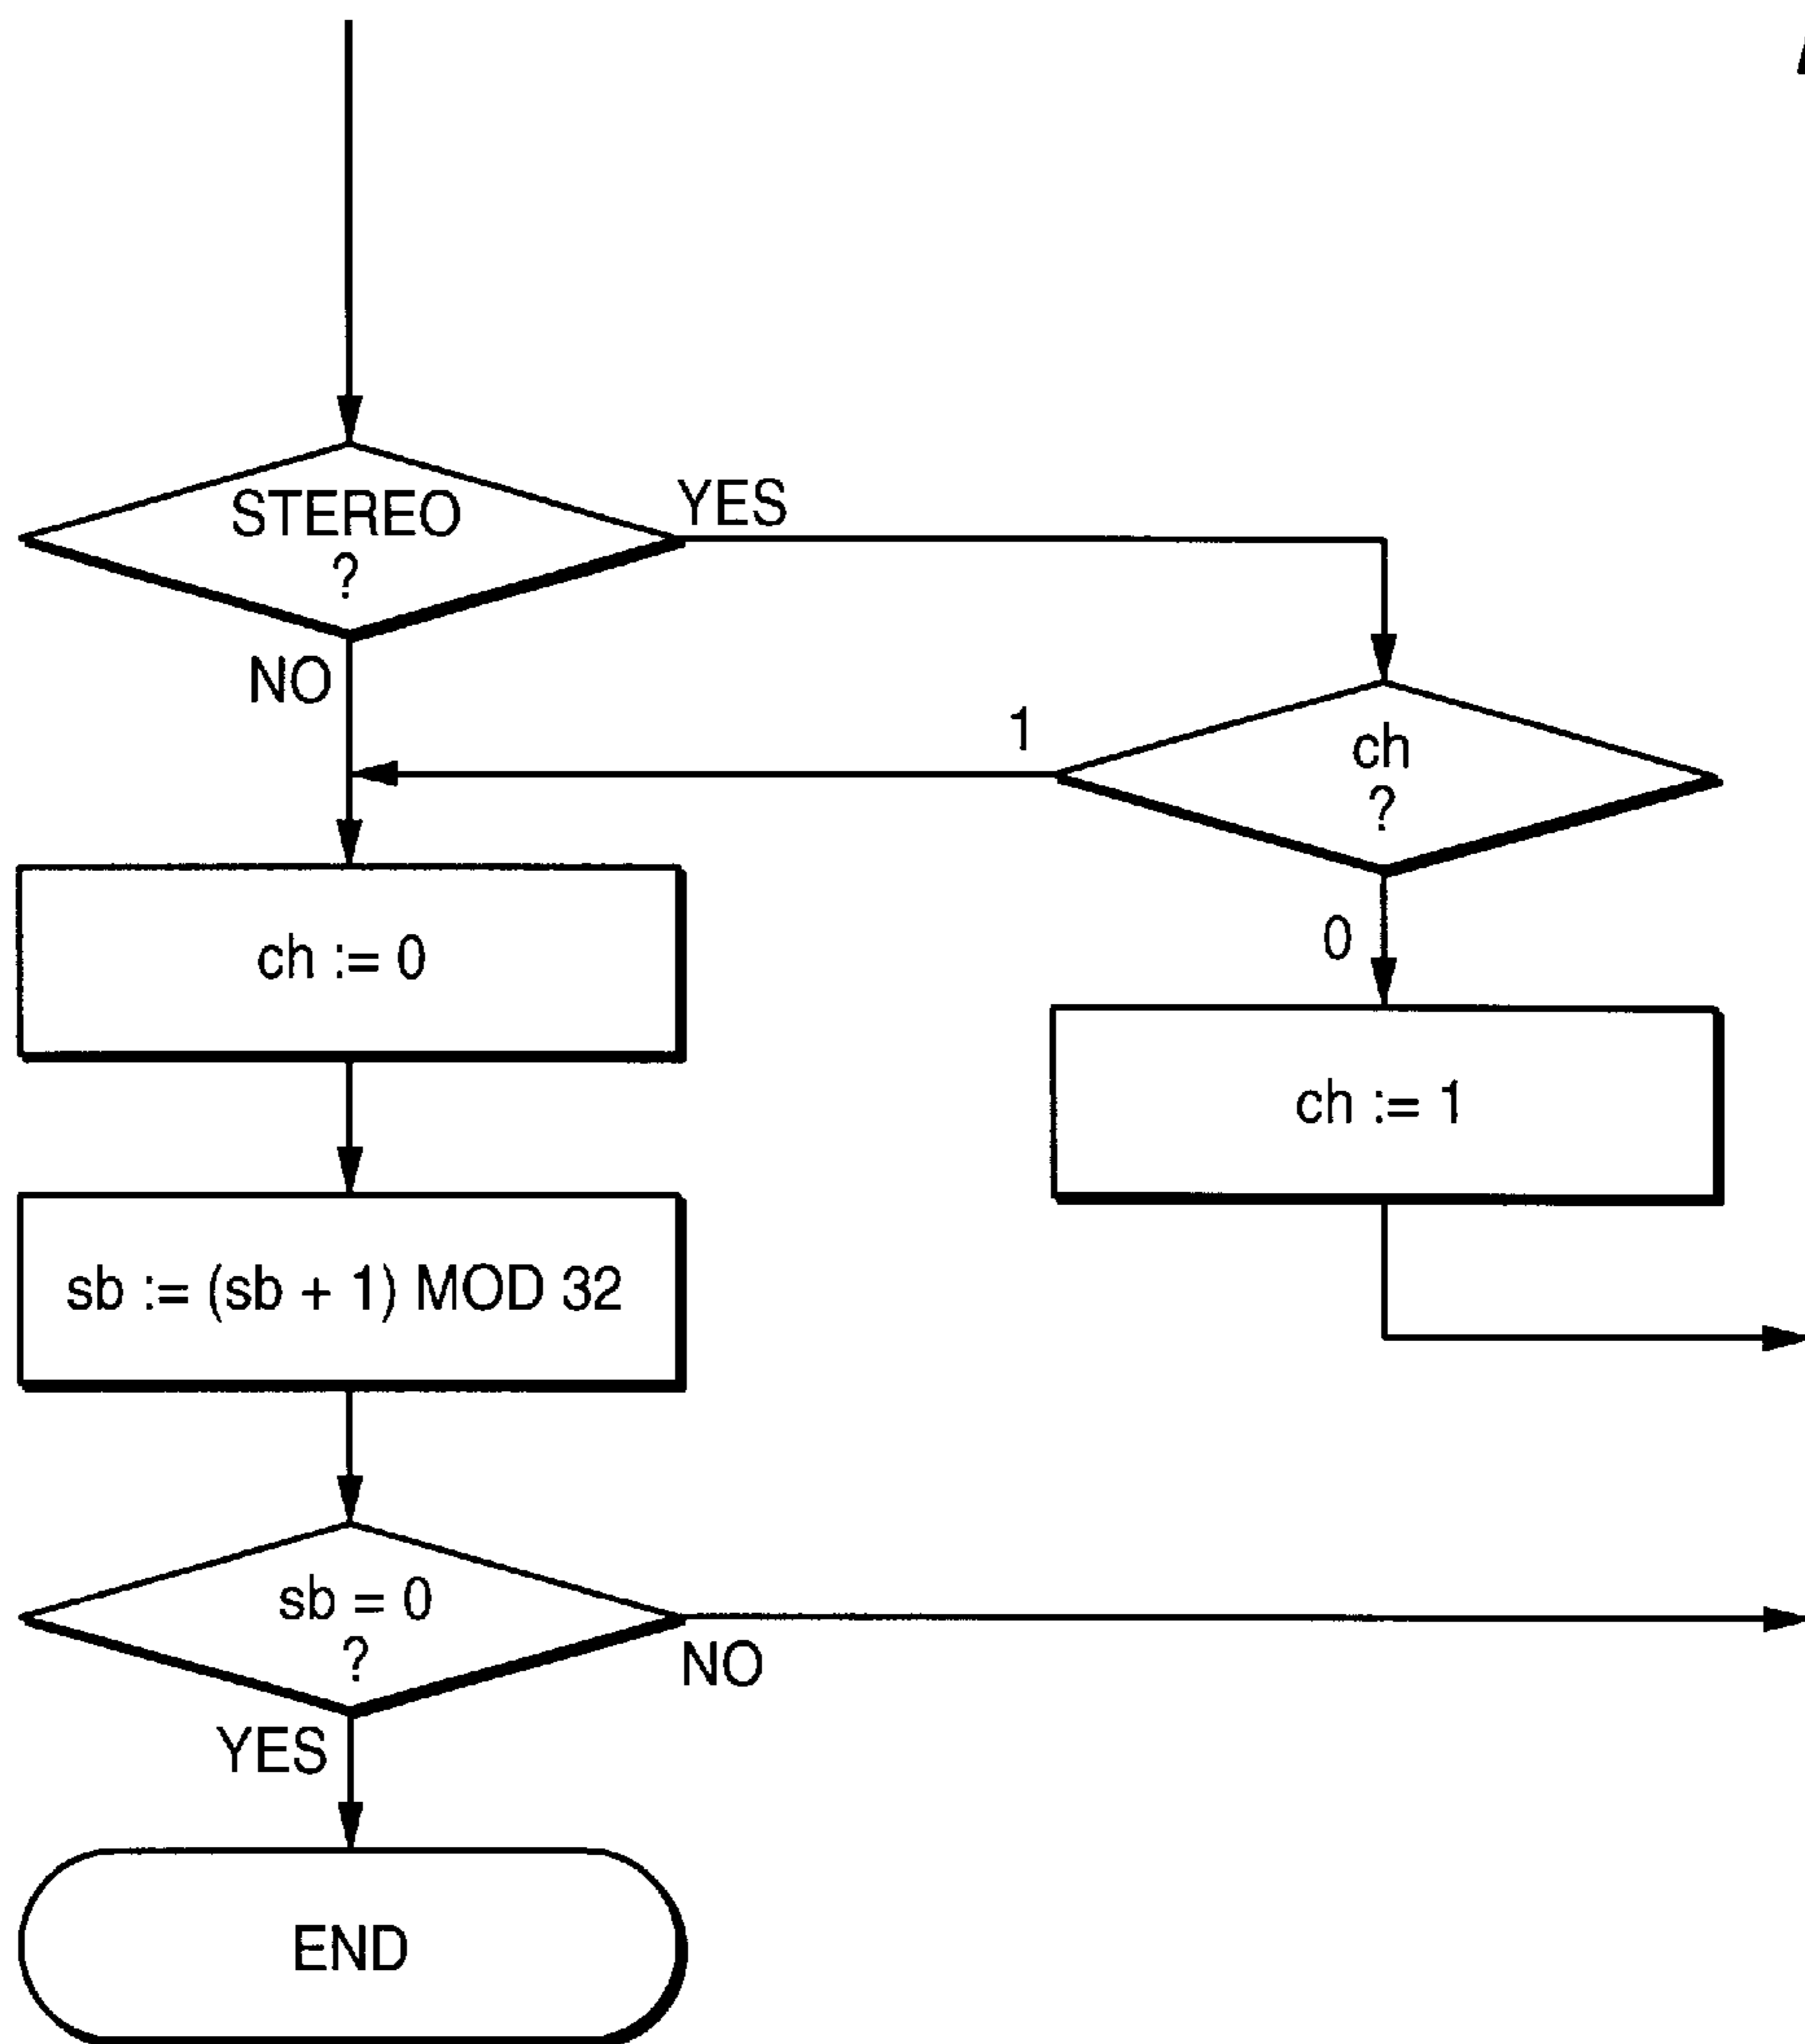 STEREO
?
YES
NO
1
ch
?
0
ch := 0
ch := 1
sb := (sb + 1) MOD 32
sb = 0
?
NO
YES
END